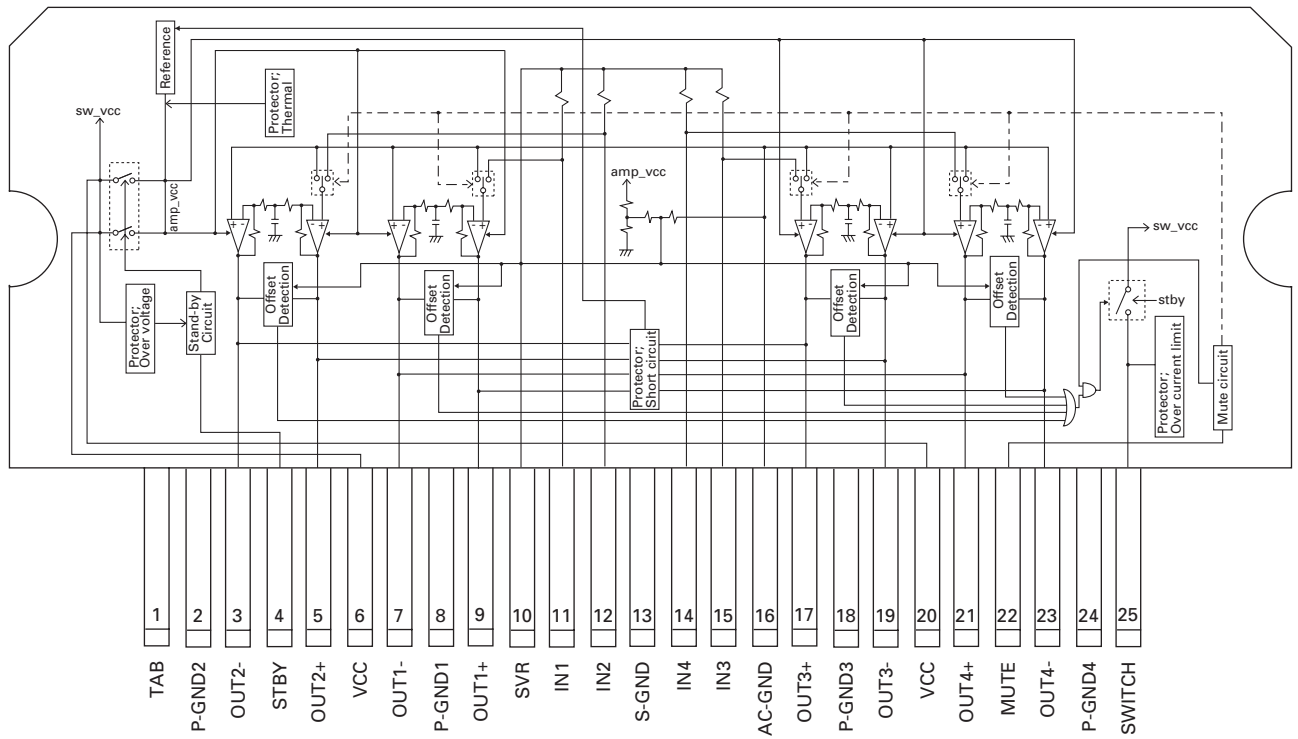 Reference
Protector;
Thermal
sw_vcc
amp_vcc
amp_vcc
sw_vcc
+ -
- +
+ -
- +
+ -
- +
+ -
- +
Protector;
Over voltage
Stand-by
Circuit
Offset
Detection
Offset
Detection
Protector;
Short circuit
Offset
Detection
Offset
Detection
stby
Protector;
Over current limit
Mute circuit
1
2
3
4
5
6
7
8
9
10
11
12
13
14
15
16
17
18
19
20
21
22
23
24
25
TAB
P-GND2
OUT2-
STBY
OUT2+
VCC
OUT1-
P-GND1
OUT1+
SVR
IN1
IN2
S-GND
IN4
IN3
AC-GND
OUT3+
P-GND3
OUT3-
VCC
OUT4+
MUTE
OUT4-
P-GND4
SWITCH